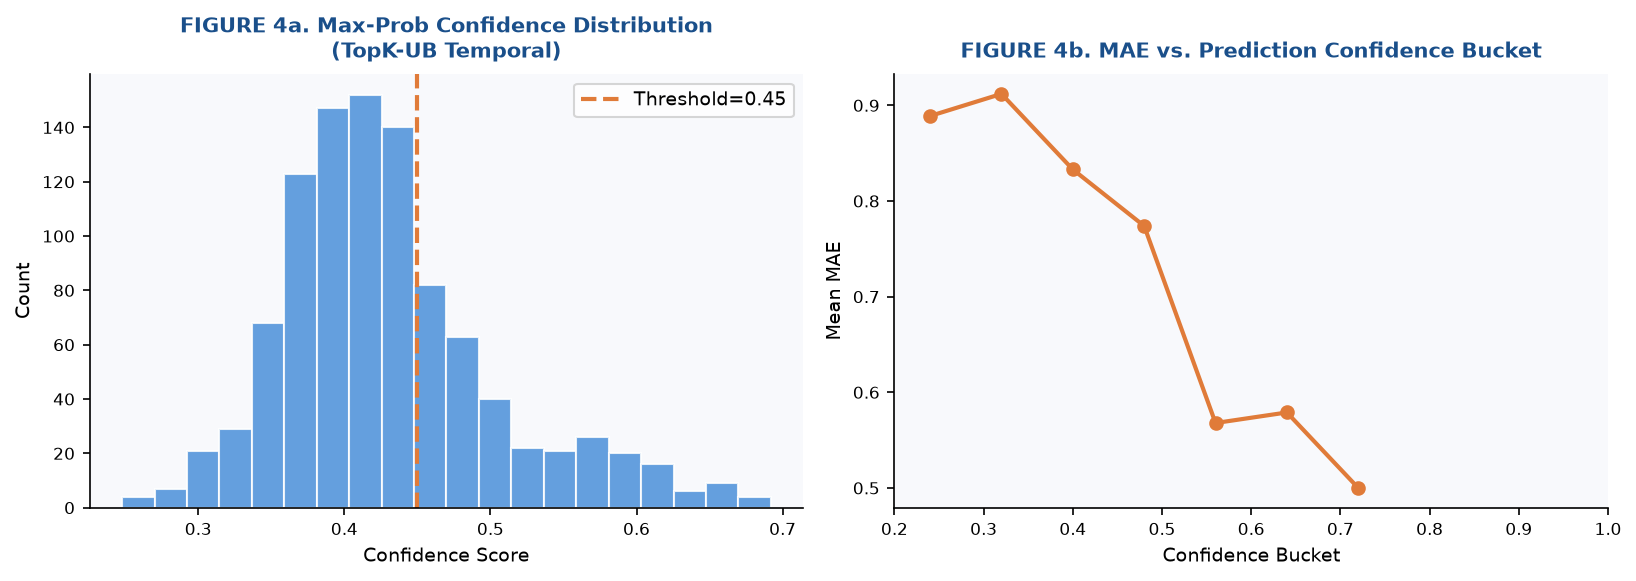 FIGURE 4a. Max-Prob Confidence Distribution
(TopK-UB Temporal)
Threshold=0.45
Count
140
120
100
80
60
40
20
0
0.3 0.4 0.5 0.6 0.7
Confidence Score
FIGURE 4b. MAE vs. Prediction Confidence Bucket
Mean MAE
0.9
0.8
0.7
0.6
0.5
0.2 0.3 0.4 0.5 0.6 0.7 0.8 0.9 1.0
Confidence Bucket